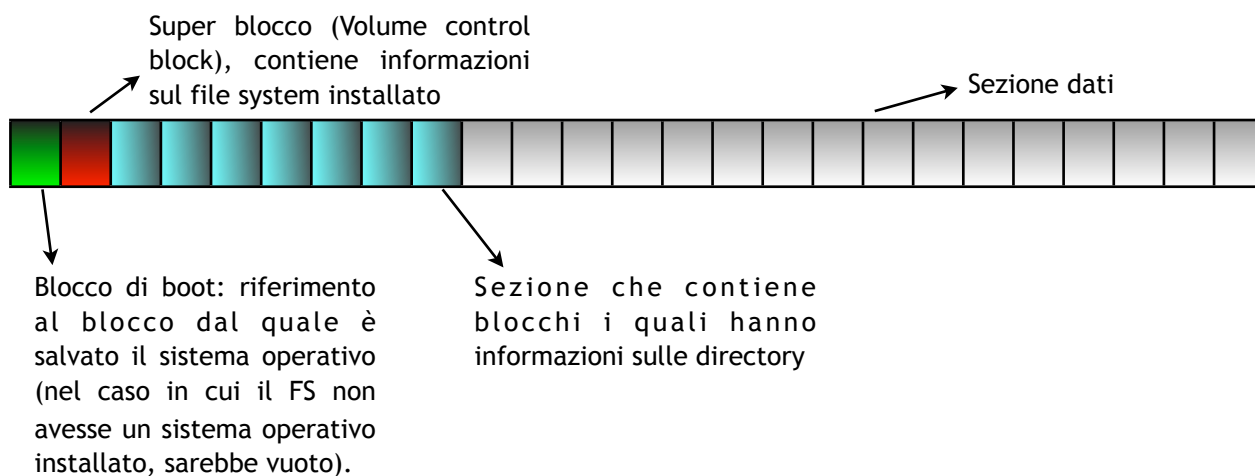 Super blocco (Volume control
block), contiene informazioni
sul file system installato
Sezione dati
Blocco di boot: riferimento
al blocco dal quale è
salvato il sistema operativo
(nel caso in cui il FS non
avesse un sistema operativo
installato, sarebbe vuoto).
Sezione che contiene
blocchi i quali hanno
informazioni sulle directory